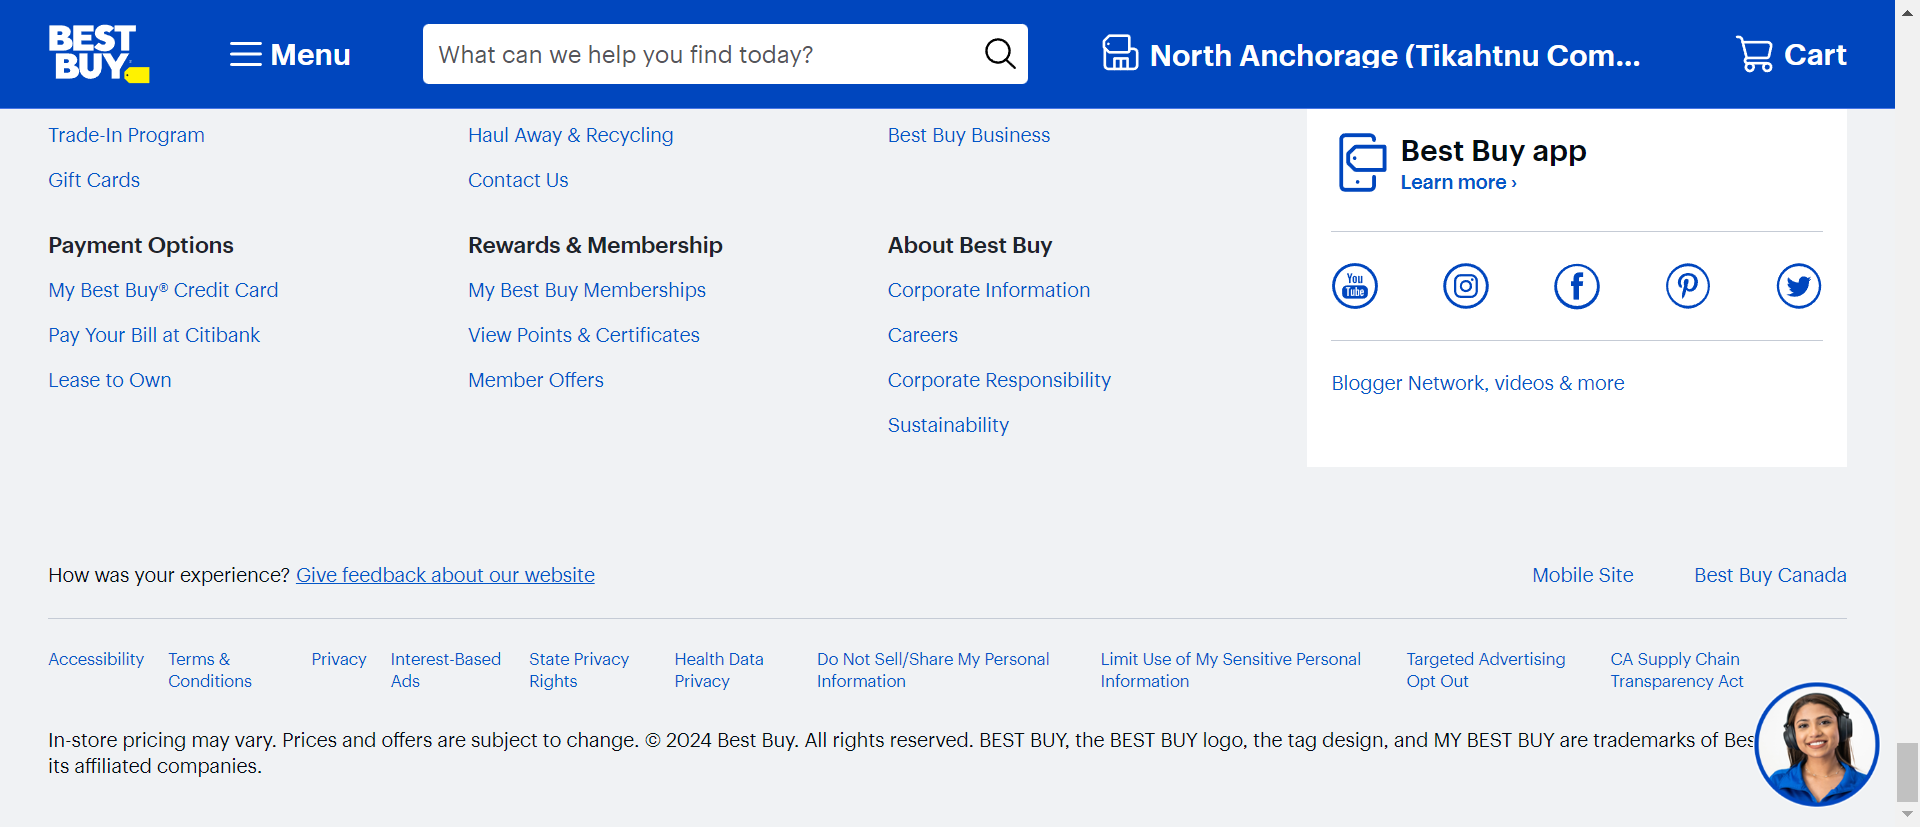 BEST
BUY
Menu
What can we help you find today?
North Anchorage (Tikahtnu Com...
Cart
Trade-In Program
Gift Cards
Haul Away & Recycling
Contact Us
Best Buy Business
Payment Options
My Best Buy® Credit Card
Pay Your Bill at Citibank
Lease to Own
Rewards & Membership
My Best Buy Memberships
View Points & Certificates
Member Offers
About Best Buy
Corporate Information
Careers
Corporate Responsibility
Sustainability
Best Buy app
Learn more ›
You
Tube
Blogger Network, videos & more
How was your experience? Give feedback about our website
Mobile Site
Best Buy Canada
Accessibility
Terms &
Conditions
Privacy
Interest-Based
Ads
State Privacy
Rights
Health Data
Privacy
Do Not Sell/Share My Personal
Information
Limit Use of My Sensitive Personal
Information
Targeted Advertising
Opt Out
CA Supply Chain
Transparency Act
In-store pricing may vary. Prices and offers are subject to change. © 2024 Best Buy. All rights reserved. BEST BUY, the BEST BUY logo, the tag design, and MY BEST BUY are trademarks of
its affiliated companies.